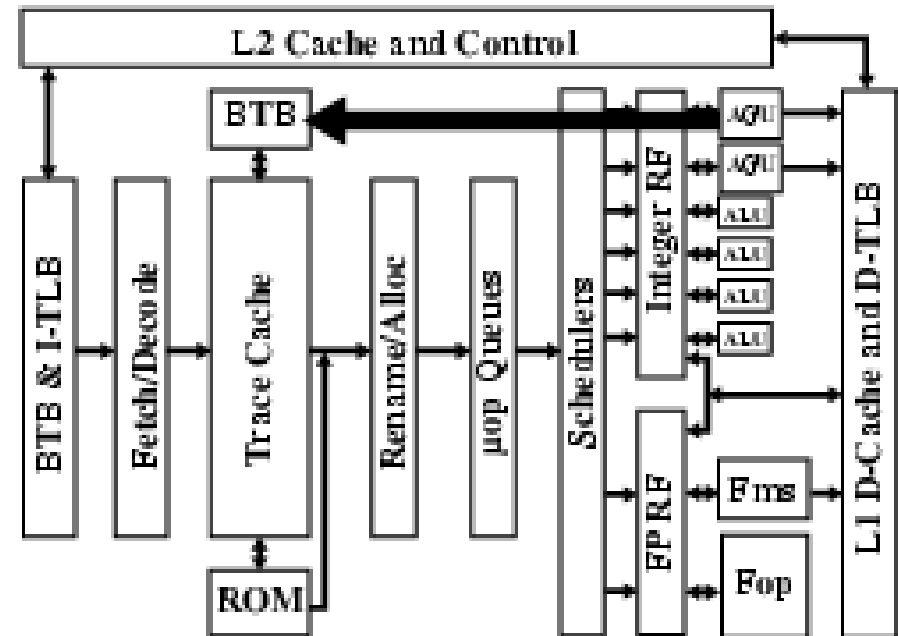 L2 Cache and Control
BTB
BTB & I-TLB
Fetch/Decode
Trace Cache
ROM
Rename/Alloc
µop Queues
Schedulers
Integer RF
FP RF
AGU
AGU
ALU
ALU
ALU
ALU
Fms
Fop
L1 D-Cache and D-TLB